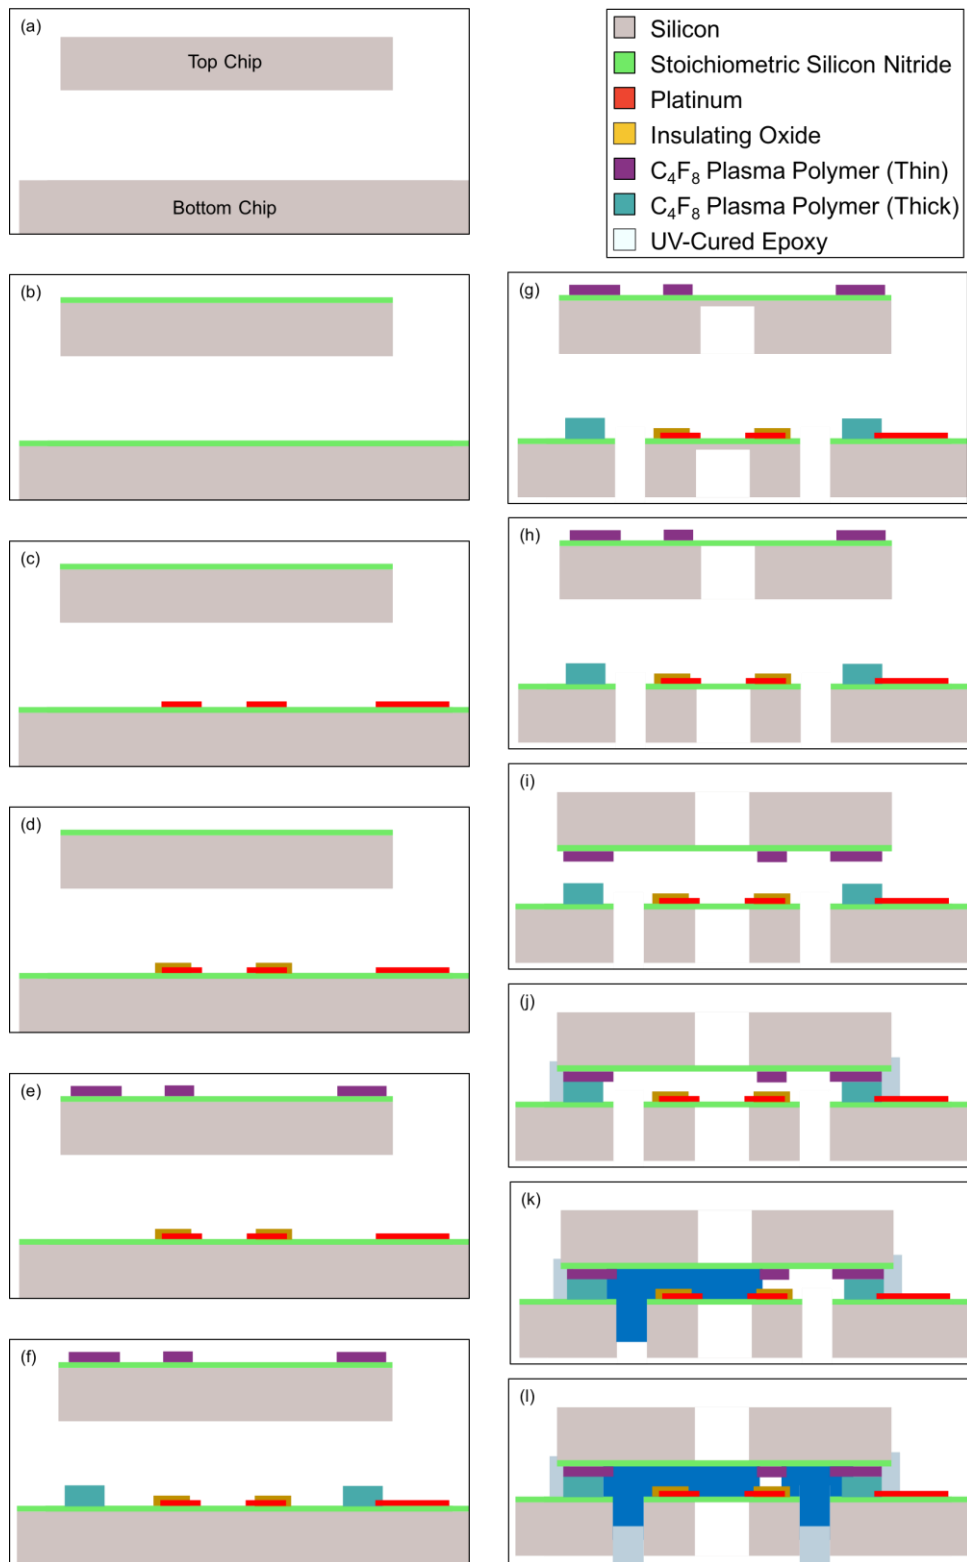 (a)
Top Chip
Bottom Chip
Silicon
Stoichiometric Silicon Nitride
Platinum
Insulating Oxide
C₄F₈ Plasma Polymer (Thin)
C₄F₈ Plasma Polymer (Thick)
UV-Cured Epoxy
(b)
(c)
(d)
(e)
(f)
(g)
(h)
(i)
(j)
(k)
(l)